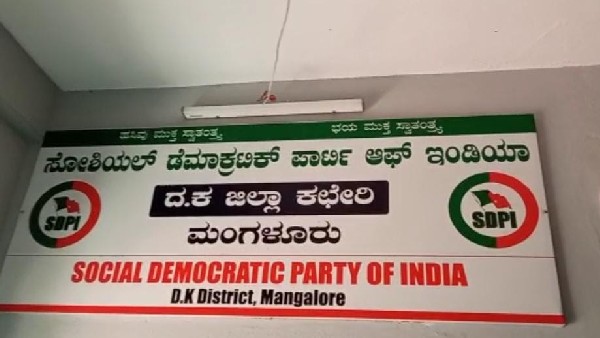 ಹಸಿವು ಮುಕ್ತ ಸ್ವಾತಂತ್ರ್ಯ ಭಯ ಮುಕ್ತ ಸ್ವಾತಂತ್ರ್ಯ
ಸೋಶಿಯಲ್ ಡೆಮಾಕ್ರಟಿಕ್ ಪಾರ್ಟಿ ಆಫ್ ಇಂಡಿಯಾ
ದ.ಕ ಜಿಲ್ಲಾ ಕಛೇರಿ
SDPI SDPI
ಮಂಗಳೂರು
SOCIAL DEMOCRATIC PARTY OF INDIA
D.K District, Mangalore